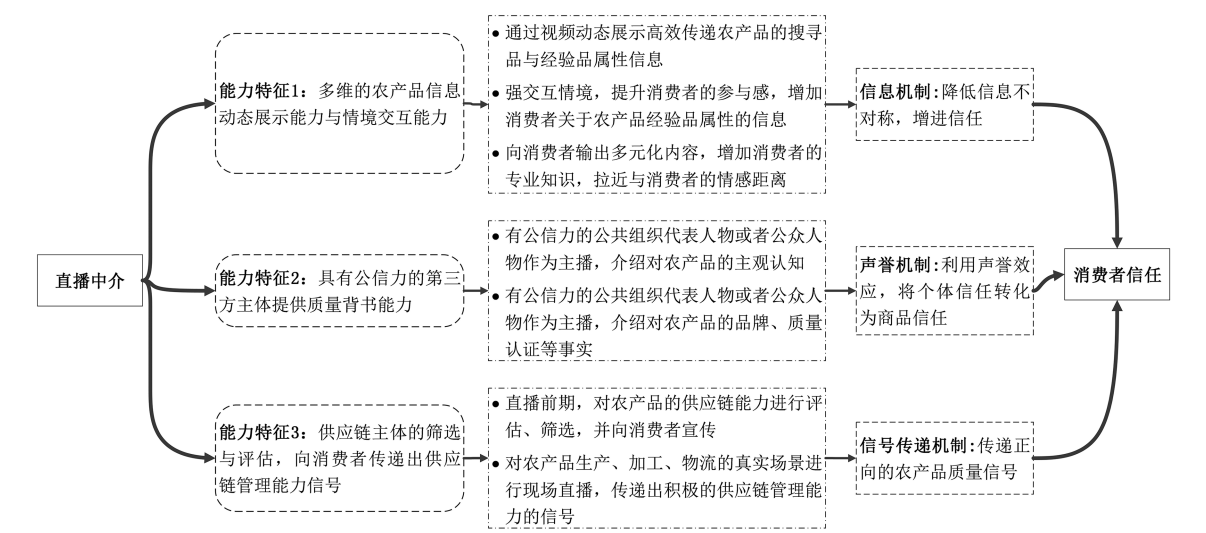 直播中介
能力特征1：多维的农产品信息
动态展示能力与情境交互能力
● 通过视频动态展示高效传递农产品的搜寻
品与经验品属性信息
● 强交互情境，提升消费者的参与感，增加
消费者关于农产品经验品属性的信息
● 向消费者输出多元化内容，增加消费者的
专业知识，拉近与消费者的情感距离
信息机制：降低信息不
对称，增进信任
能力特征2：具有公信力的第三
方主体提供质量背书能力
● 有公信力的公共组织代表人物或者公众人
物作为主播，介绍对农产品的主观认知
● 有公信力的公共组织代表人物或者公众人
物作为主播，介绍对农产品的品牌、质量
认证等事实
声誉机制：利用声誉效
应，将个体信任转化
为商品信任
能力特征3：供应链主体的筛选
与评估，向消费者传递出供应
链管理能力信号
● 直播前期，对农产品的供应链能力进行评
估、筛选，并向消费者宣传
● 对农产品生产、加工、物流的真实场景进
行现场直播，传递出积极的供应链管理能
力的信号
信号传递机制：传递正
向的农产品质量信号
消费者信任